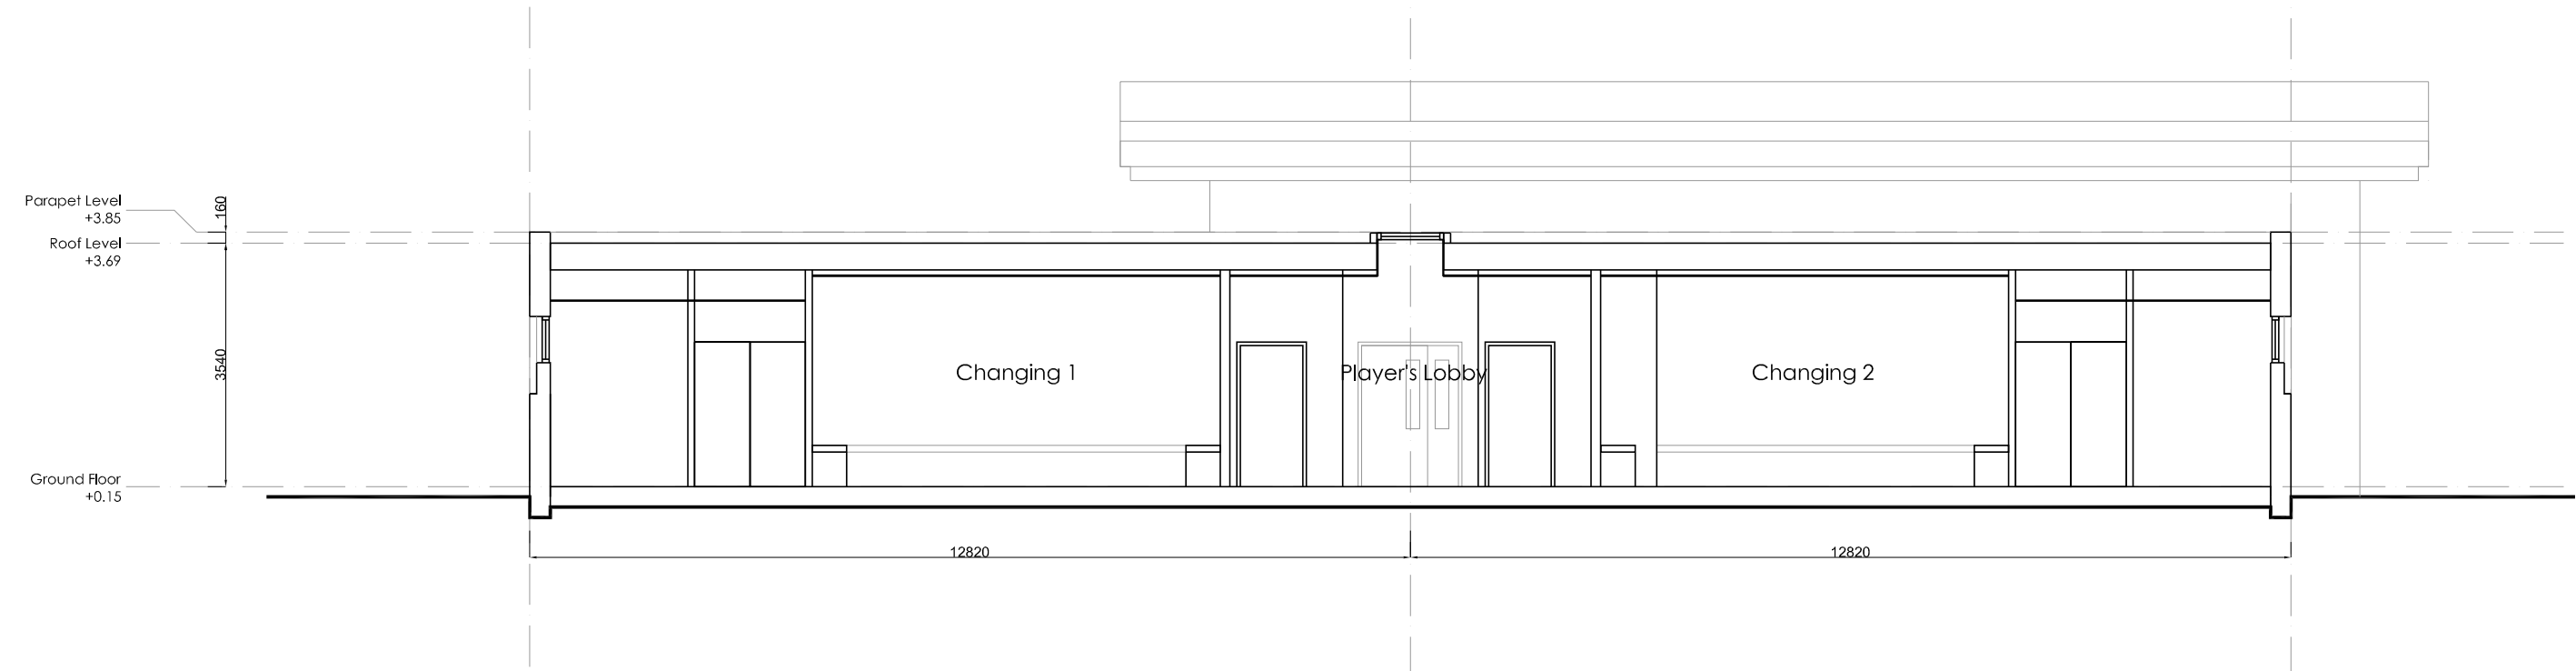 Parapet Level
+3.85
160
Roof Level
+3.69
3540
Changing 1
Player's Lobby
Changing 2
Ground Floor
+0.15
12820
12820